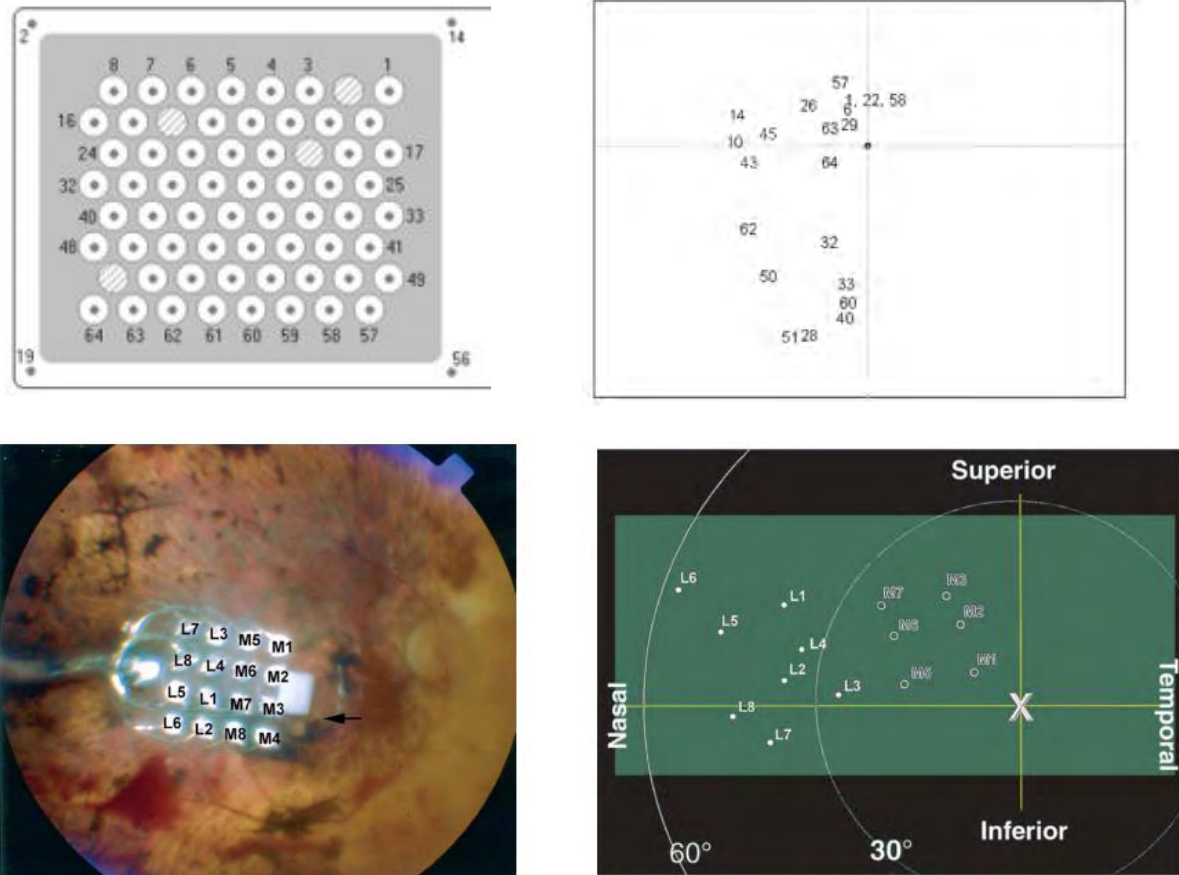 2 14
8 7 6 5 4 3 1
16
24 17
32 25
40 33
48 41
49
64 63 62 61 60 59 58 57
19 56
57
26 1, 22, 58
6
14
63 29
45
10
43 64
62
32
50
33
60
40
51 28
L7 L3 M5 M1
L8 L4 M6 M2
L5 L1 M7 M3
L6 L2 M8 M4
Superior
L6
L1 M7 M3
L5 M6 M2
L4
L2 M5 M1
L3
L8
L7
X
Nasal
Temporal
Inferior
60° 30°